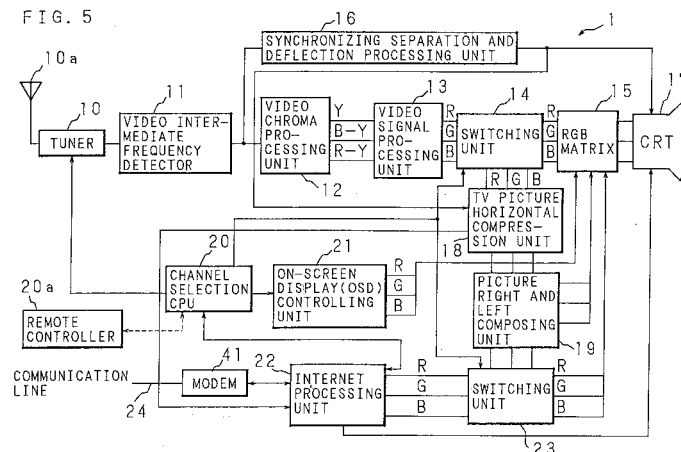 FIG. 5
16
SYNCHRONIZING SEPARATION AND
DEFLECTION PROCESSING UNIT
1
10a
10
TUNER
11
VIDEO INTER-
MEDIATE
FREQUENCY
DETECTOR
VIDEO
CHROMA
PRO-
CESSING
UNIT
12
Y
B-Y
R-Y
13
VIDEO
SIGNAL
PRO-
CESSING
UNIT
R
G
B
14
SWITCHING
UNIT
R
G
B
15
RGB
MATRIX
17
CRT
R G B
TV PICTURE
HORIZONTAL
COMPRES-
SION UNIT
18
20
CHANNEL
SELECTION
CPU
21
ON-SCREEN
DISPLAY(OSD)
CONTROLLING
UNIT
R
G
B
PICTURE
RIGHT AND
LEFT
COMPOSING
UNIT
19
20a
REMOTE
CONTROLLER
COMMUNICATION
LINE
24
41
MODEM
22
INTERNET
PROCESSING
UNIT
R
G
B
SWITCHING
UNIT
23
R
G
B